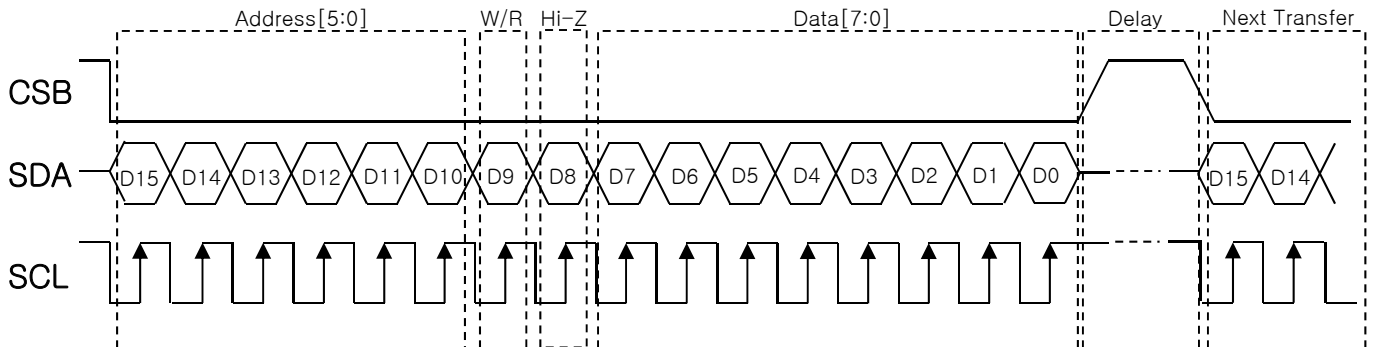 Address[5:0] W/R Hi-Z Data[7:0] Delay Next Transfer
CSB
SDA D15 D14 D13 D12 D11 D10 D9 D8 D7 D6 D5 D4 D3 D2 D1 D0 D15 D14
SCL